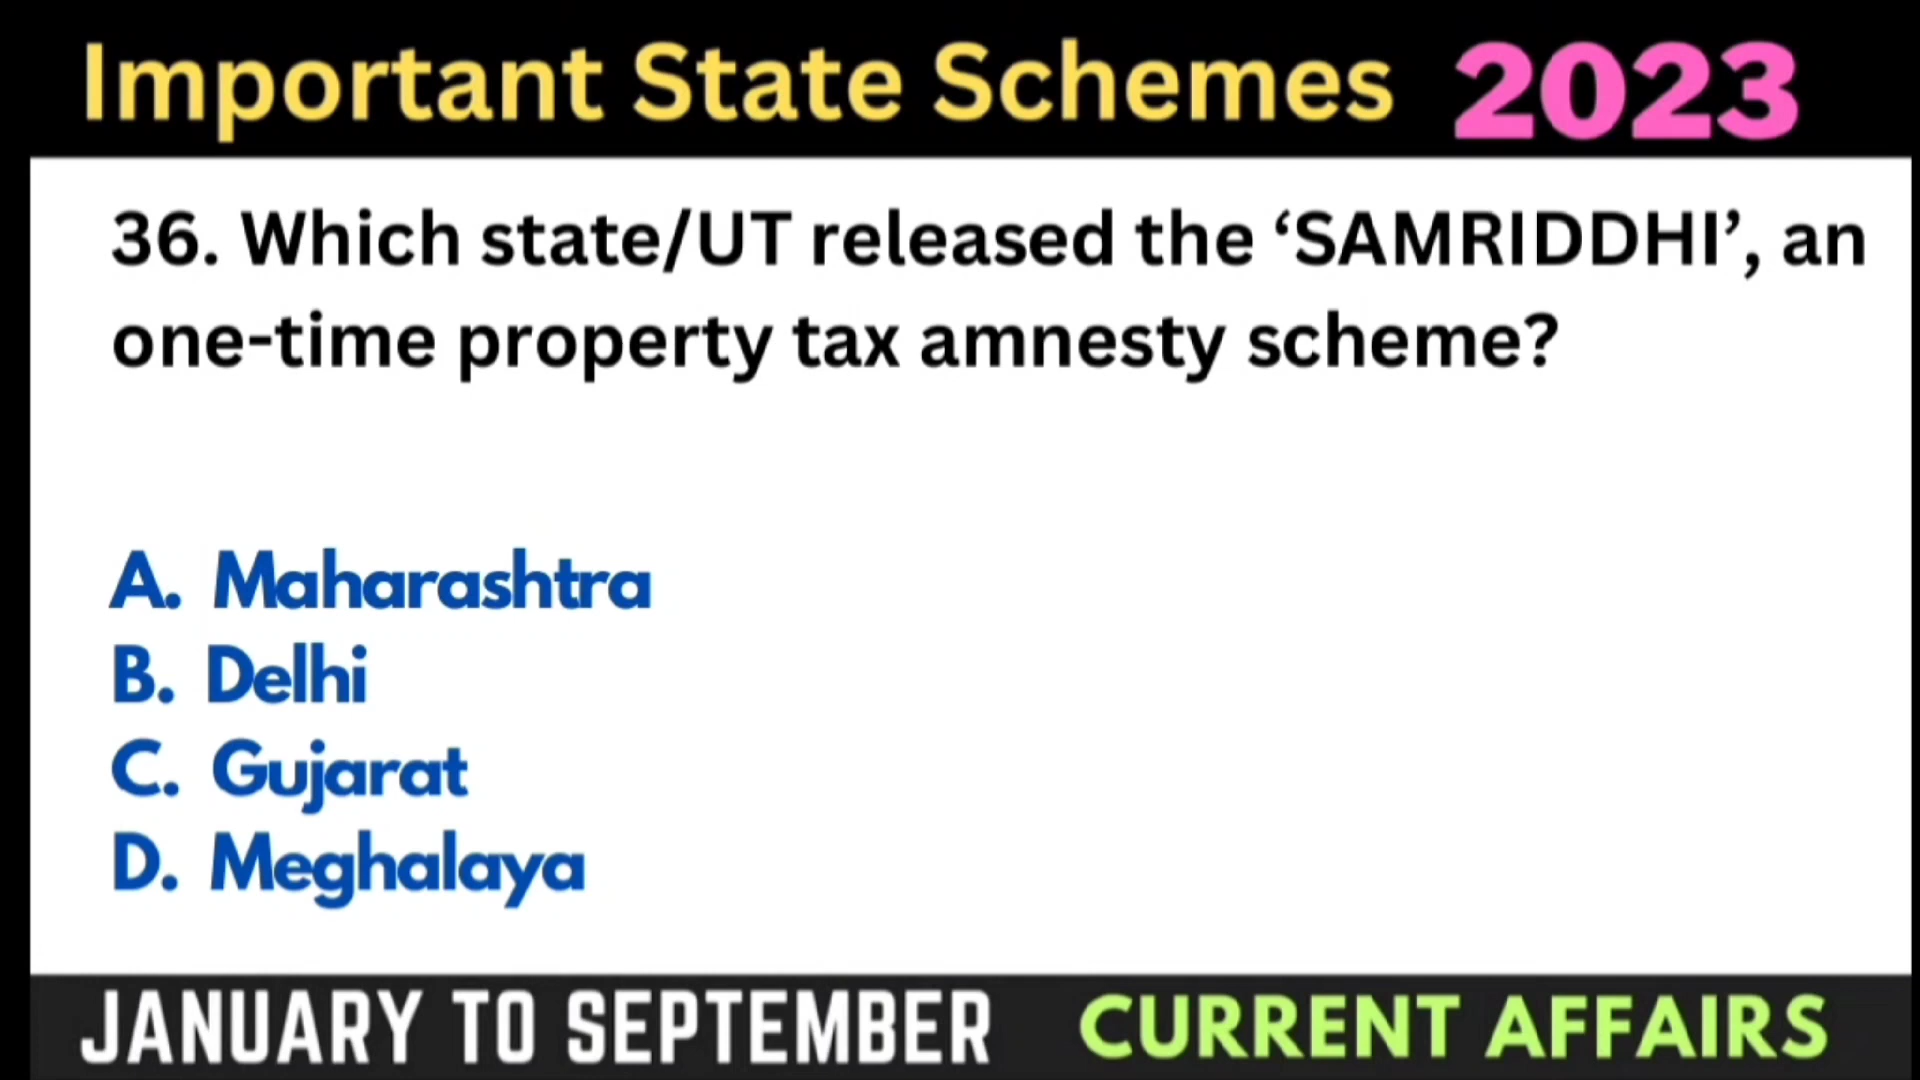 Important State Schemes 2023
36. Which state/UT released the ‘SAMRIDDHI’, an
one-time property tax amnesty scheme?
A. Maharashtra
B. Delhi
C. Gujarat
D. Meghalaya
JANUARY TO SEPTEMBER CURRENT AFFAIRS